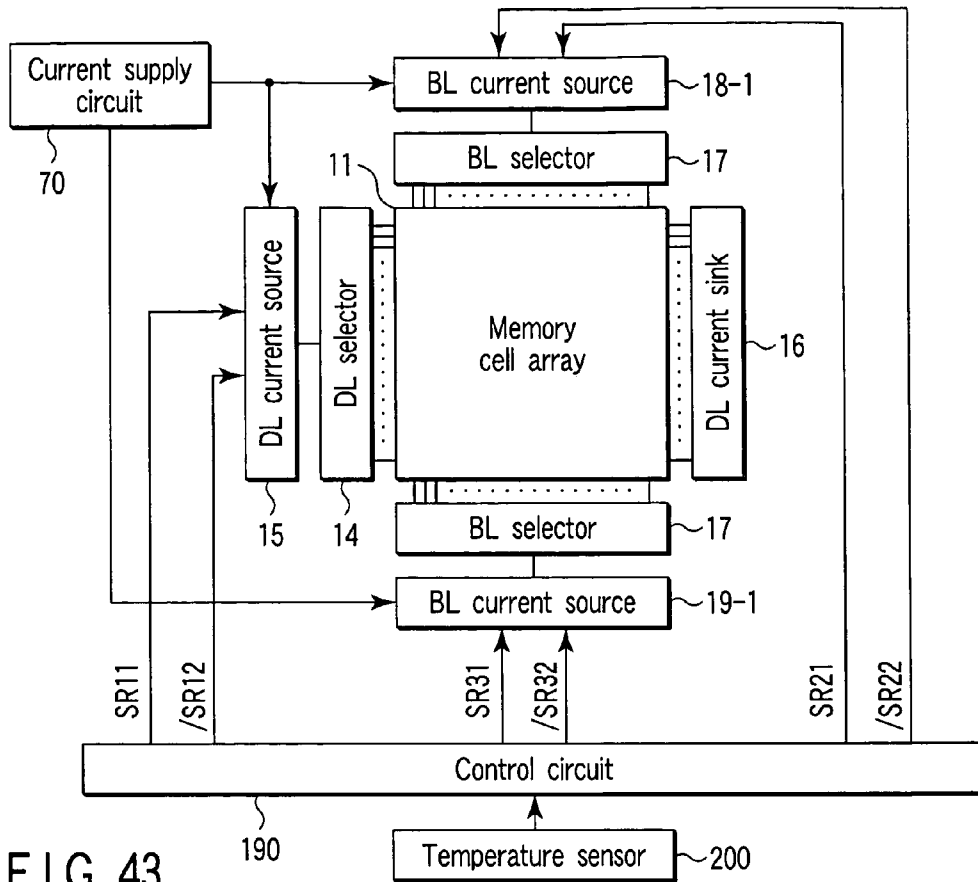 Current supply
circuit
70
BL current source
18-1
BL selector
17
11
DL current source
15
DL selector
14
Memory
cell array
DL current sink
16
BL selector
17
BL current source
19-1
SR11
/SR12
SR31
/SR32
SR21
/SR22
Control circuit
190
Temperature sensor
200
FIG. 43